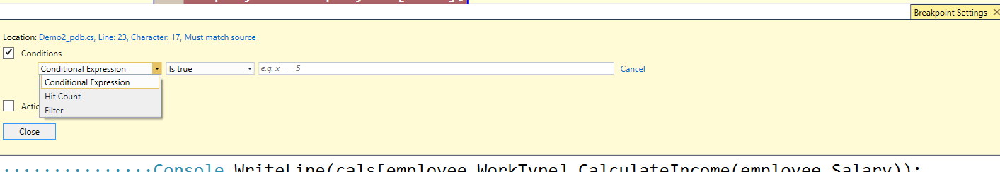 Breakpoint Settings
Location: Demo2_pdb.cs, Line: 23, Character: 17, Must match source
Conditions
Conditional Expression Is true e.g. x == 5 Cancel
Conditional Expression
Hit Count
Actio
Filter
Close
Console.WriteLine(cals[employee.WorkType].CalculateIncome(employee.Salary));